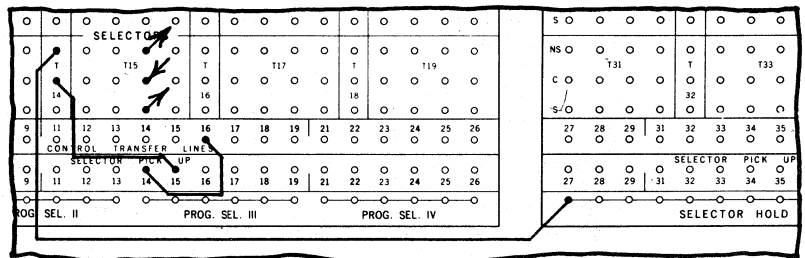 S
SELECTORS
NS
T T15 T T17 T T19 T31 T T33
C
14 16 18 32
S
9 11 12 13 14 15 16 17 18 19 21 22 23 24 25 26 27 28 29 31 32 33 34 35
CONTROL TRANSFER LINES
SELECTOR PICK UP SELECTOR PICK UP
9 11 12 13 14 15 16 17 18 19 21 22 23 24 25 26 27 28 29 31 32 33 34 35
ROG SEL. II PROG. SEL. III PROG. SEL. IV SELECTOR HOLD